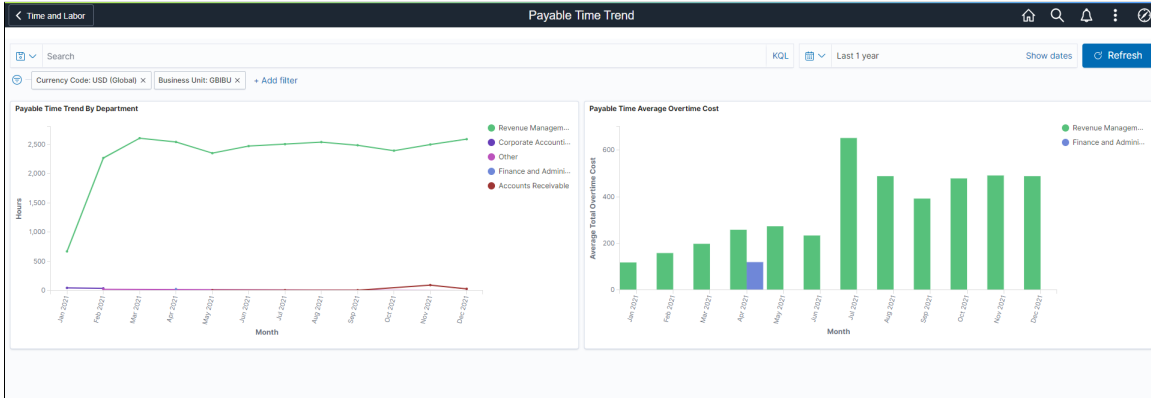 Time and Labor
Payable Time Trend
Search
KQL
Last 1 year
Show dates
Refresh
Currency Code: USD (Global) ×
Business Unit: GBIBU ×
+ Add filter
Payable Time Trend By Department
Hours
2,500
2,000
1,500
1,000
500
0
Jan 2021
Feb 2021
Mar 2021
Apr 2021
May 2021
Jun 2021
Jul 2021
Aug 2021
Sep 2021
Oct 2021
Nov 2021
Dec 2021
Month
Revenue Managem...
Corporate Accounti...
Other
Finance and Admini...
Accounts Receivable
Payable Time Average Overtime Cost
Average Total Overtime Cost
600
400
200
0
Jan 2021
Feb 2021
Mar 2021
Apr 2021
May 2021
Jun 2021
Jul 2021
Aug 2021
Sep 2021
Oct 2021
Nov 2021
Dec 2021
Month
Revenue Managem...
Finance and Admini...